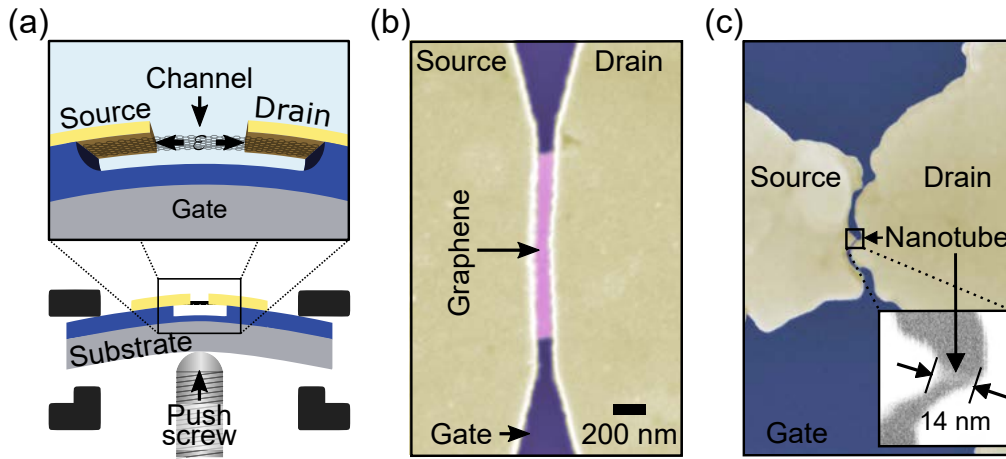 (a)
Channel
Source
Drain
Gate
Substrate
Push
screw
(b)
Source
Drain
Graphene
Gate
200 nm
(c)
Source
Drain
Nanotube
14 nm
Gate